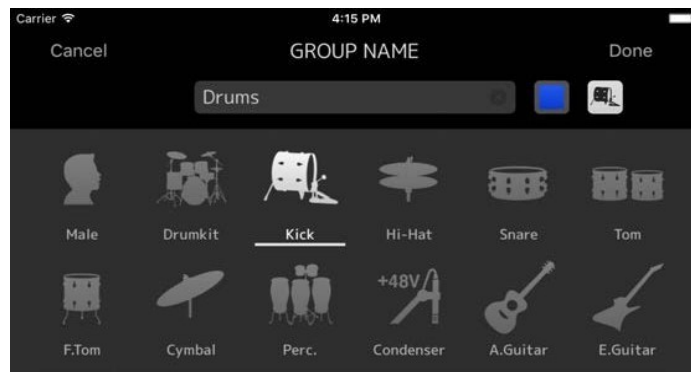 Carrier 4:15 PM
Cancel GROUP NAME Done
Drums
Male Drumkit Kick Hi-Hat Snare Tom
+48V
F.Tom Cymbal Perc. Condenser A.Guitar E.Guitar